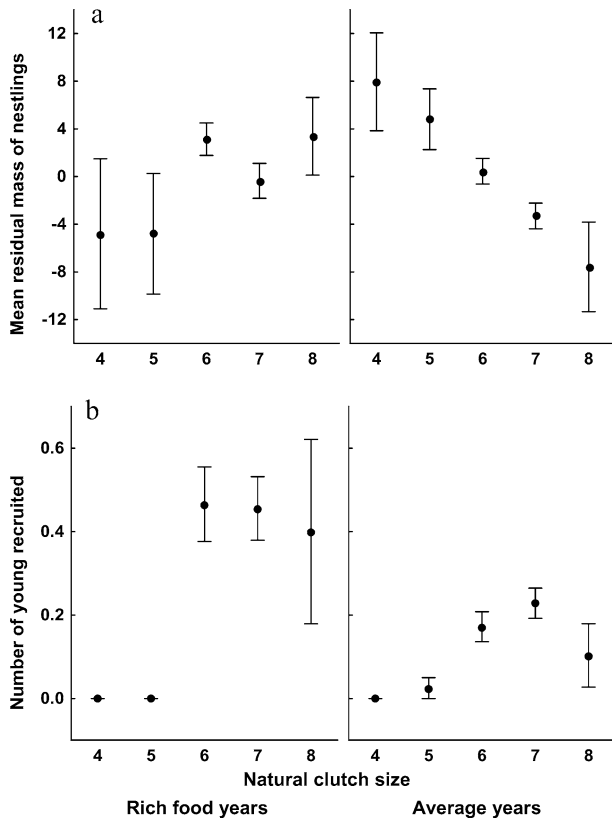 a
Mean residual mass of nestlings
12
8
4
0
-4
-8
-12
4 5 6 7 8 4 5 6 7 8
b
Number of young recruited
0.6
0.4
0.2
0.0
4 5 6 7 8 4 5 6 7 8
Natural clutch size
Rich food years Average years